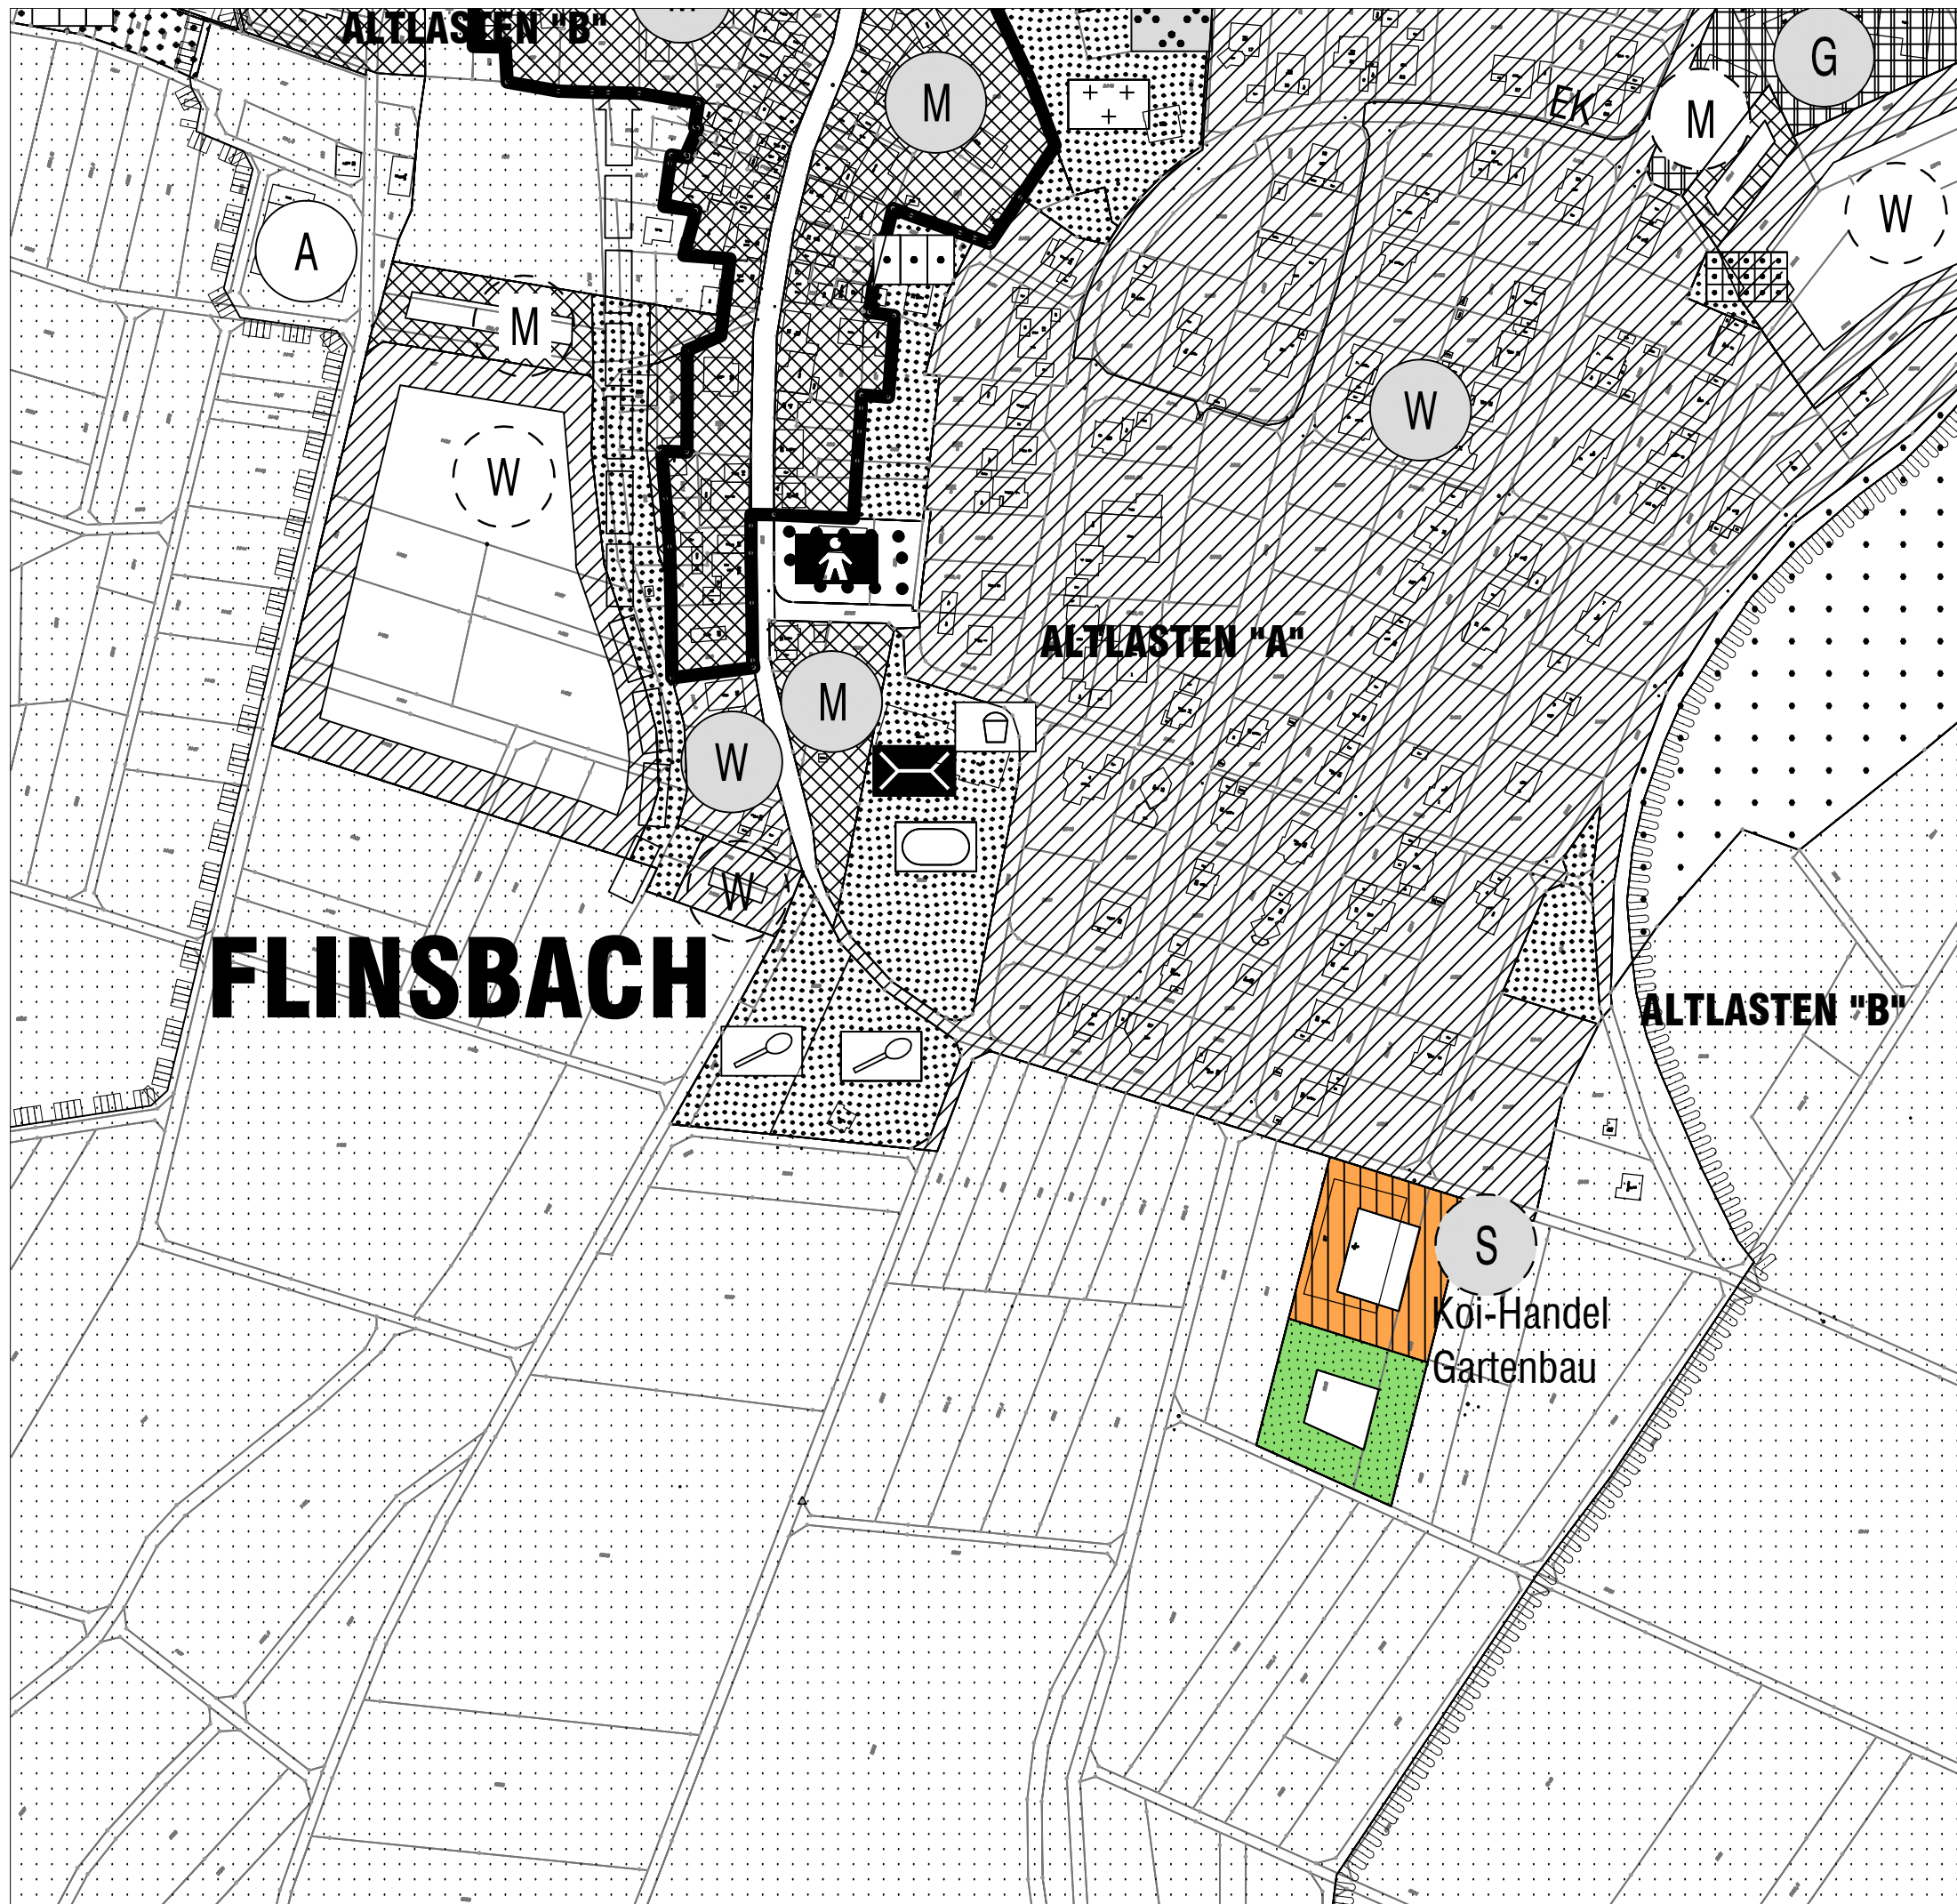 ALTLASTEN "B"
G
M
M
EK
W
A
M
W
W
ALTLASTEN "A"
M
W
W
FLINSBACH
ALTLASTEN "B"
S
Koi-Handel
Gartenbau